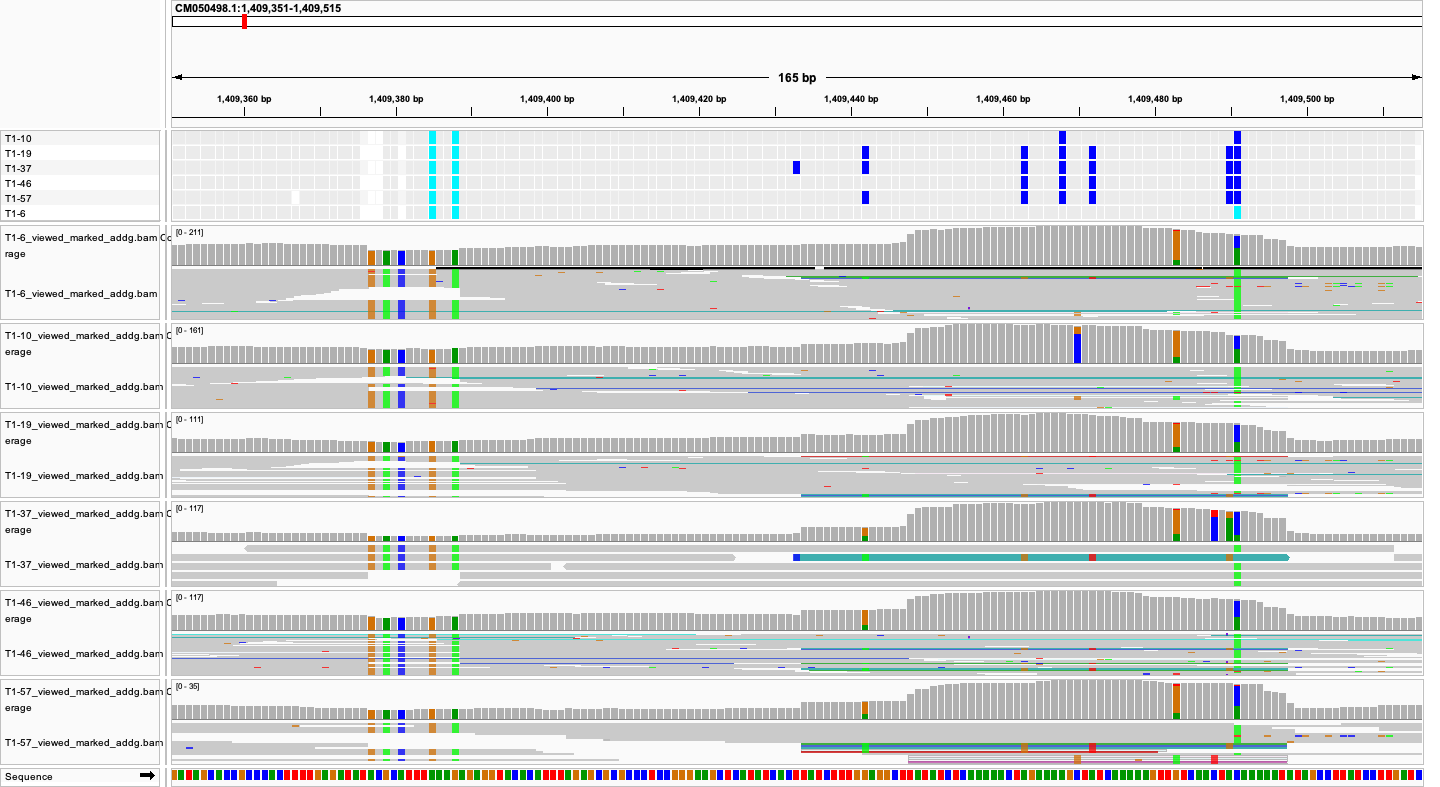 CM050498.1:1,409,351-1,409,515
165 bp
1,409,360 bp 1,409,380 bp 1,409,400 bp 1,409,420 bp 1,409,440 bp 1,409,460 bp 1,409,480 bp 1,409,500 bp
T1-10
T1-19
T1-37
T1-46
T1-57
T1-6
T1-6_viewed_marked_addg.bam Co
rage
[0 - 211]
T1-6_viewed_marked_addg.bam
T1-10_viewed_marked_addg.bam C
erage
[0 - 161]
T1-10_viewed_marked_addg.bam
T1-19_viewed_marked_addg.bam C
erage
[0 - 111]
T1-19_viewed_marked_addg.bam
T1-37_viewed_marked_addg.bam C
erage
[0 - 117]
T1-37_viewed_marked_addg.bam
T1-46_viewed_marked_addg.bam C
erage
[0 - 117]
T1-46_viewed_marked_addg.bam
T1-57_viewed_marked_addg.bam C
erage
[0 - 35]
T1-57_viewed_marked_addg.bam
Sequence